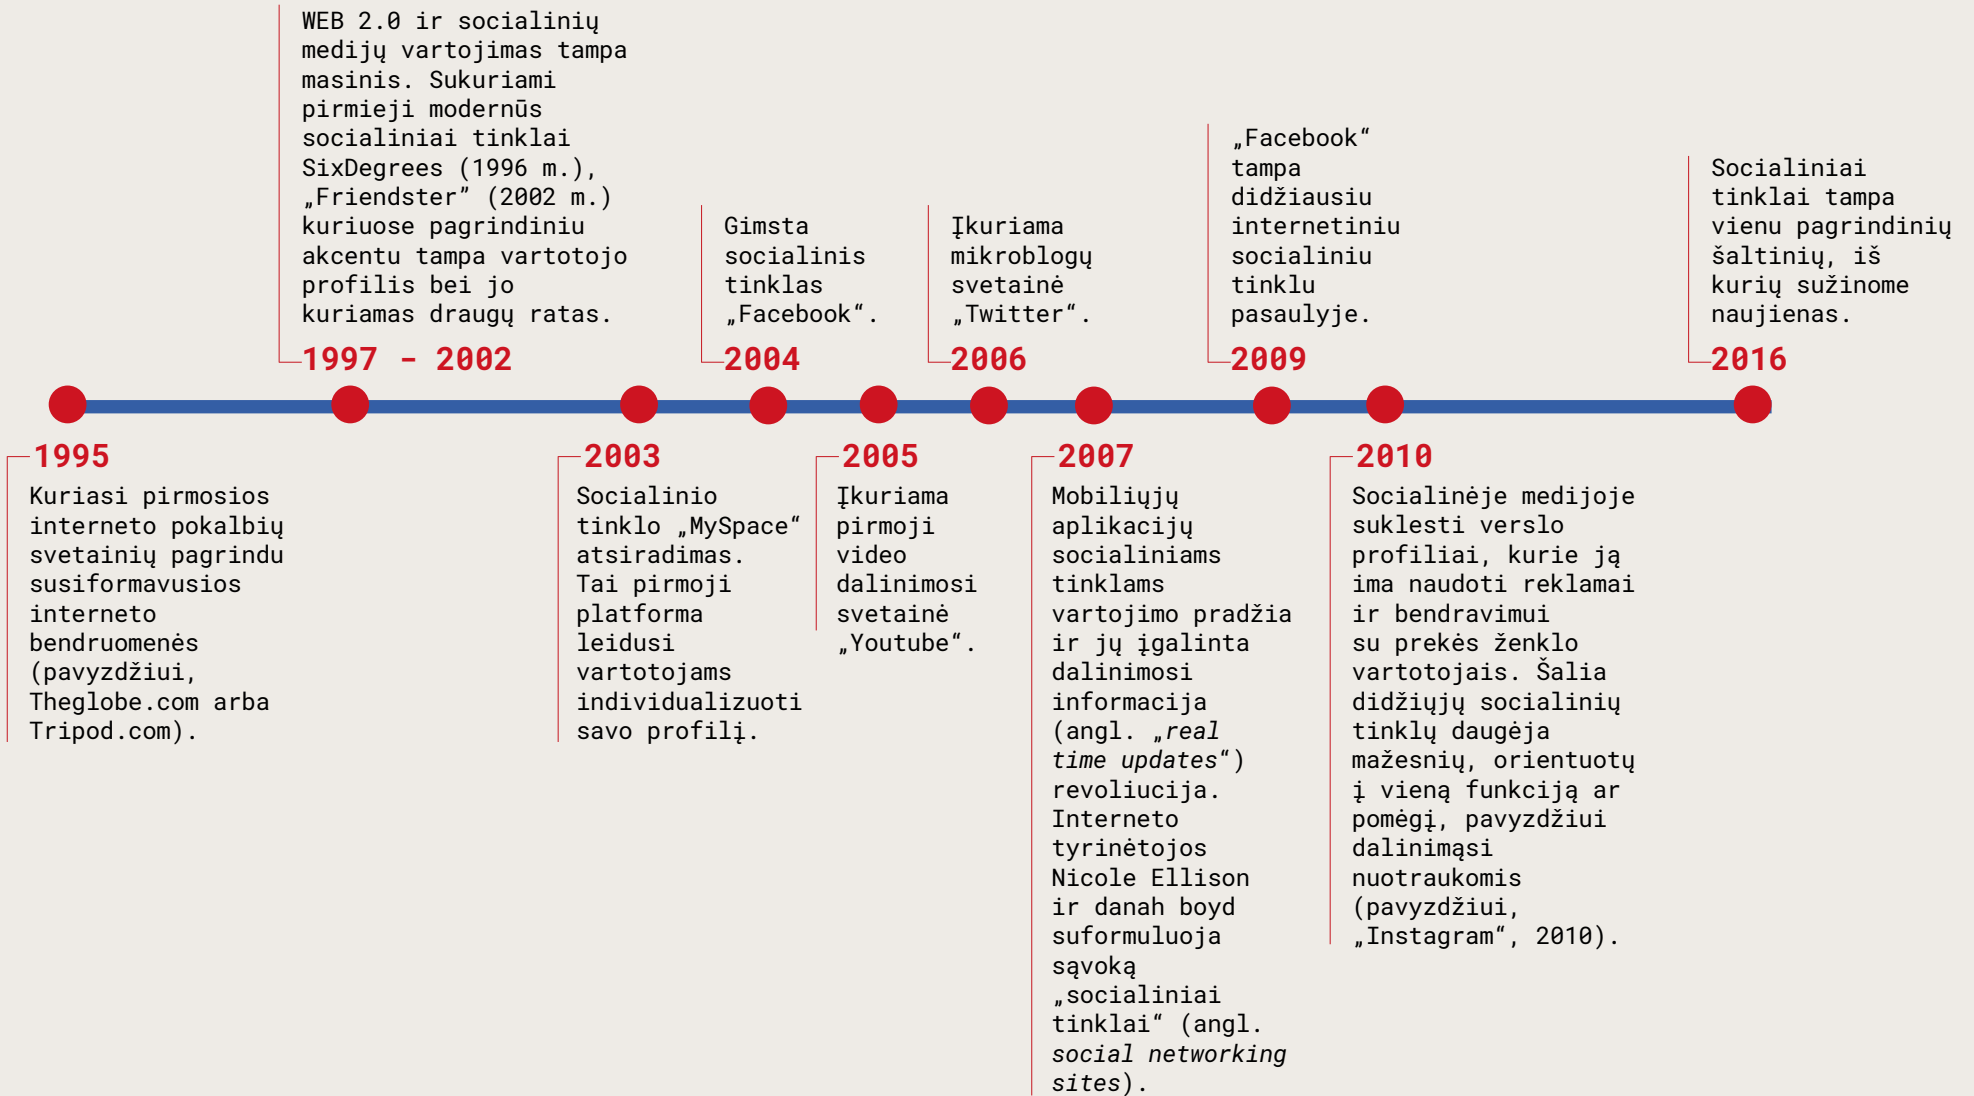 WEB 2.0 ir socialinių
medijų vartojimas tampa
masinis. Sukuriami
pirmieji modernūs
socialiniai tinklai
SixDegrees (1996 m.),
„Friendster” (2002 m.)
kuriuose pagrindiniu
akcentu tampa vartotojo
profilis bei jo
kuriamas draugų ratas.
1997 - 2002
Gimsta
socialinis
tinklas
„Facebook“.
2004
Įkuriama
mikroblogų
svetainė
„Twitter“.
2006
„Facebook“
tampa
didžiausiu
internetiniu
socialiniu
tinklu
pasaulyje.
2009
Socialiniai
tinklai tampa
vienu pagrindinių
šaltinių, iš
kurių sužinome
naujienas.
2016
1995
Kuriasi pirmosios
interneto pokalbių
svetainių pagrindu
susiformavusios
interneto
bendruomenės
(pavyzdžiui,
Theglobe.com arba
Tripod.com).
2003
Socialinio
tinklo „MySpace“
atsiradimas.
Tai pirmoji
platforma
leidusi
vartotojams
individualizuoti
savo profilį.
2005
Įkuriama
pirmoji
video
dalinimosi
svetainė
„Youtube“.
2007
Mobiliųjų
aplikacijų
socialiniams
tinklams
vartojimo pradžia
ir jų įgalinta
dalinimosi
informacija
(angl. „real
time updates“)
revoliucija.
Interneto
tyrinėtojos
Nicole Ellison
ir danah boyd
suformuluoja
sąvoką
„socialiniai
tinklai“ (angl.
social networking
sites).
2010
Socialinėje medijoje
suklesti verslo
profiliai, kurie ją
ima naudoti reklamai
ir bendravimui
su prekės ženklo
vartotojais. Šalia
didžiųjų socialinių
tinklų daugėja
mažesnių, orientuotų
į vieną funkciją ar
pomėgį, pavyzdžiui
dalinimąsi
nuotraukomis
(pavyzdžiui,
„Instagram“, 2010).